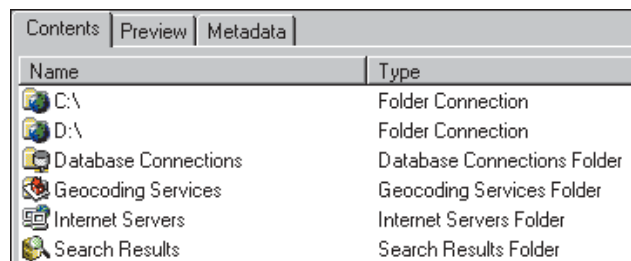 Contents Preview Metadata
Name Type
C:\ Folder Connection
D:\ Folder Connection
Database Connections Database Connections Folder
Geocoding Services Geocoding Services Folder
Internet Servers Internet Servers Folder
Search Results Search Results Folder